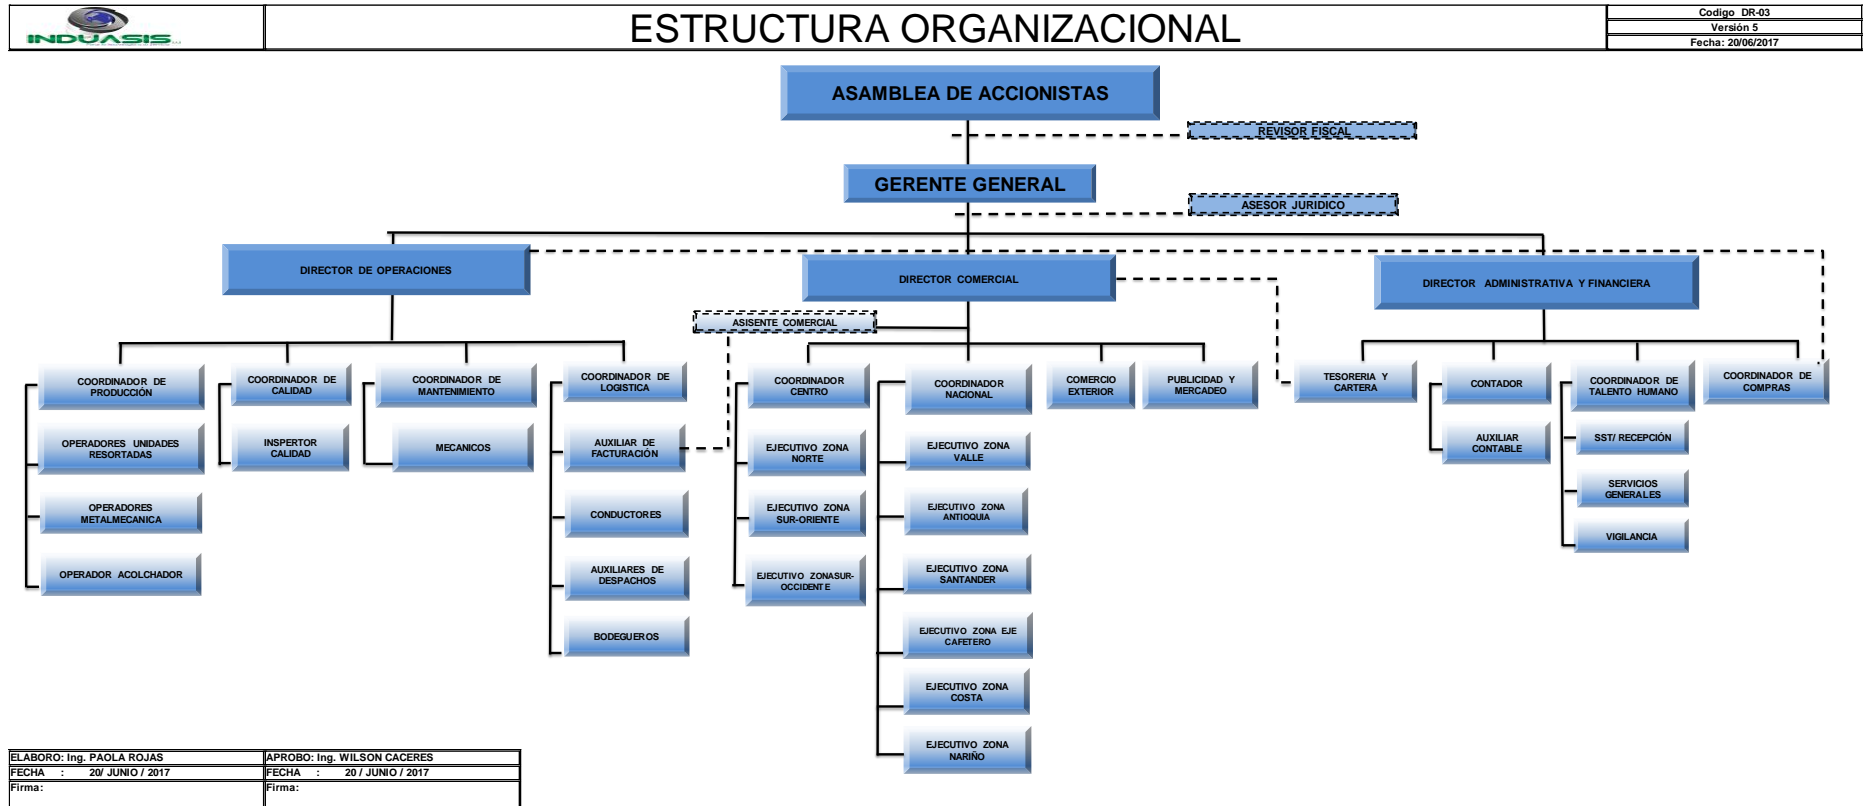 INDUASIS
ESTRUCTURA ORGANIZACIONAL
Codigo DR-03
Versión 5
Fecha: 20/06/2017
ASAMBLEA DE ACCIONISTAS
REVISOR FISCAL
GERENTE GENERAL
ASESOR JURIDICO
DIRECTOR DE OPERACIONES
DIRECTOR COMERCIAL
DIRECTOR ADMINISTRATIVA Y FINANCIERA
ASISENTE COMERCIAL
COORDINADOR DE
PRODUCCIÓN
OPERADORES UNIDADES
RESORTADAS
OPERADORES
METALMECANICA
OPERADOR ACOLCHADOR
COORDINADOR DE
CALIDAD
INSPERTOR
CALIDAD
COORDINADOR DE
MANTENIMIENTO
MECANICOS
COORDINADOR DE
LOGISTICA
AUXILIAR DE
FACTURACIÓN
CONDUCTORES
AUXILIARES DE
DESPACHOS
BODEGUEROS
COORDINADOR
CENTRO
EJECUTIVO ZONA
NORTE
EJECUTIVO ZONA
SUR-ORIENTE
EJECUTIVO ZONASUR-
OCCIDENTE
COORDINADOR
NACIONAL
EJECUTIVO ZONA
VALLE
EJECUTIVO ZONA
ANTIOQUIA
EJECUTIVO ZONA
SANTANDER
EJECUTIVO ZONA EJE
CAFETERO
EJECUTIVO ZONA
COSTA
EJECUTIVO ZONA
NARIÑO
COMERCIO
EXTERIOR
PUBLICIDAD Y
MERCADEO
TESORERIA Y
CARTERA
CONTADOR
AUXILIAR
CONTABLE
COORDINADOR DE
TALENTO HUMANO
SST/ RECEPCIÓN
SERVICIOS
GENERALES
VIGILANCIA
COORDINADOR DE
COMPRAS
ELABORO: Ing. PAOLA ROJAS
FECHA : 20/ JUNIO / 2017
Firma:
APROBO: Ing. WILSON CACERES
FECHA : 20 / JUNIO / 2017
Firma: